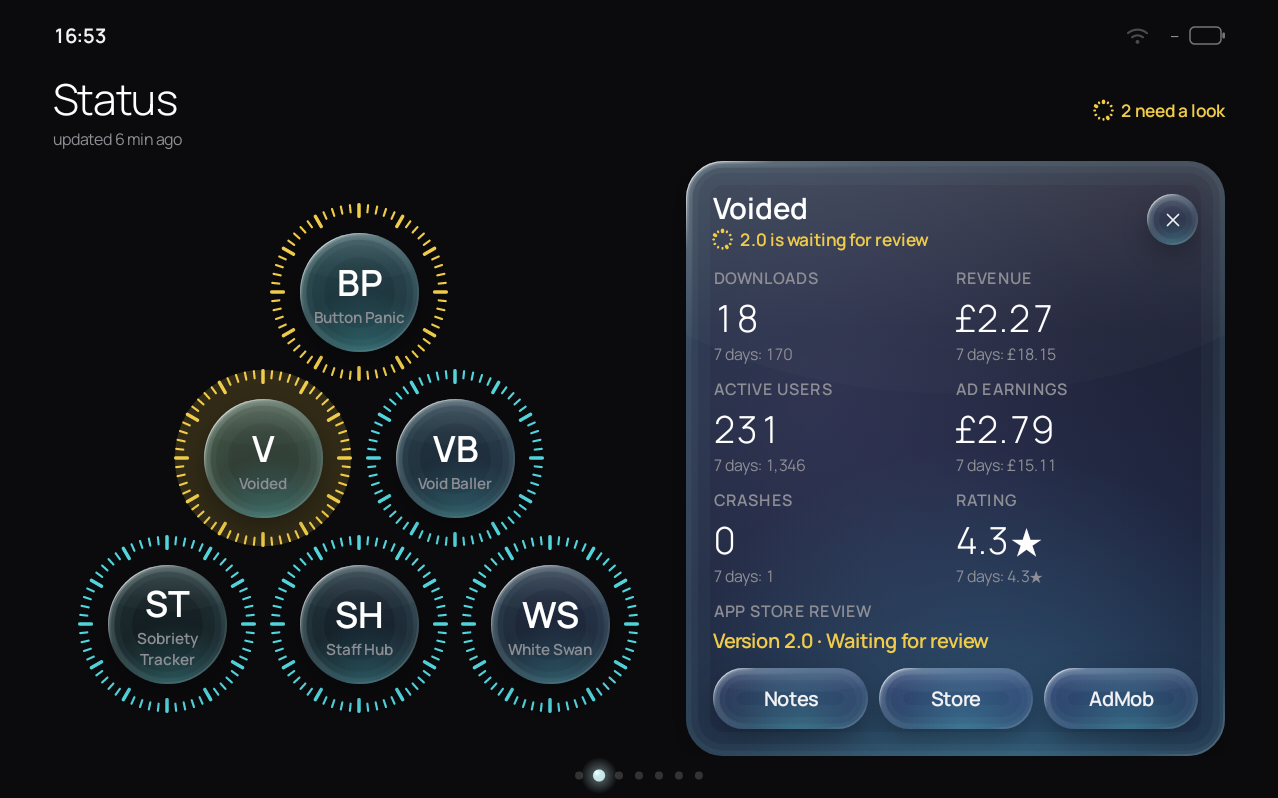 16:53
–
Status
updated 6 min ago
2 need a look
BP
Button Panic
V
Voided
VB
Void Baller
ST
Sobriety
Tracker
SH
Staff Hub
WS
White Swan
Voided
2.0 is waiting for review
DOWNLOADS
18
7 days: 170
REVENUE
£2.27
7 days: £18.15
ACTIVE USERS
231
7 days: 1,346
AD EARNINGS
£2.79
7 days: £15.11
CRASHES
0
7 days: 1
RATING
4.3★
7 days: 4.3★
APP STORE REVIEW
Version 2.0 · Waiting for review
Notes
Store
AdMob